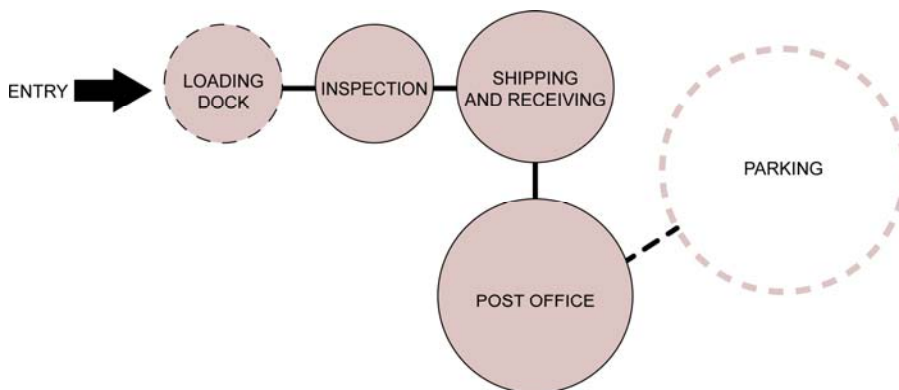 ENTRY
LOADING
DOCK
INSPECTION
SHIPPING
AND RECEIVING
PARKING
POST OFFICE